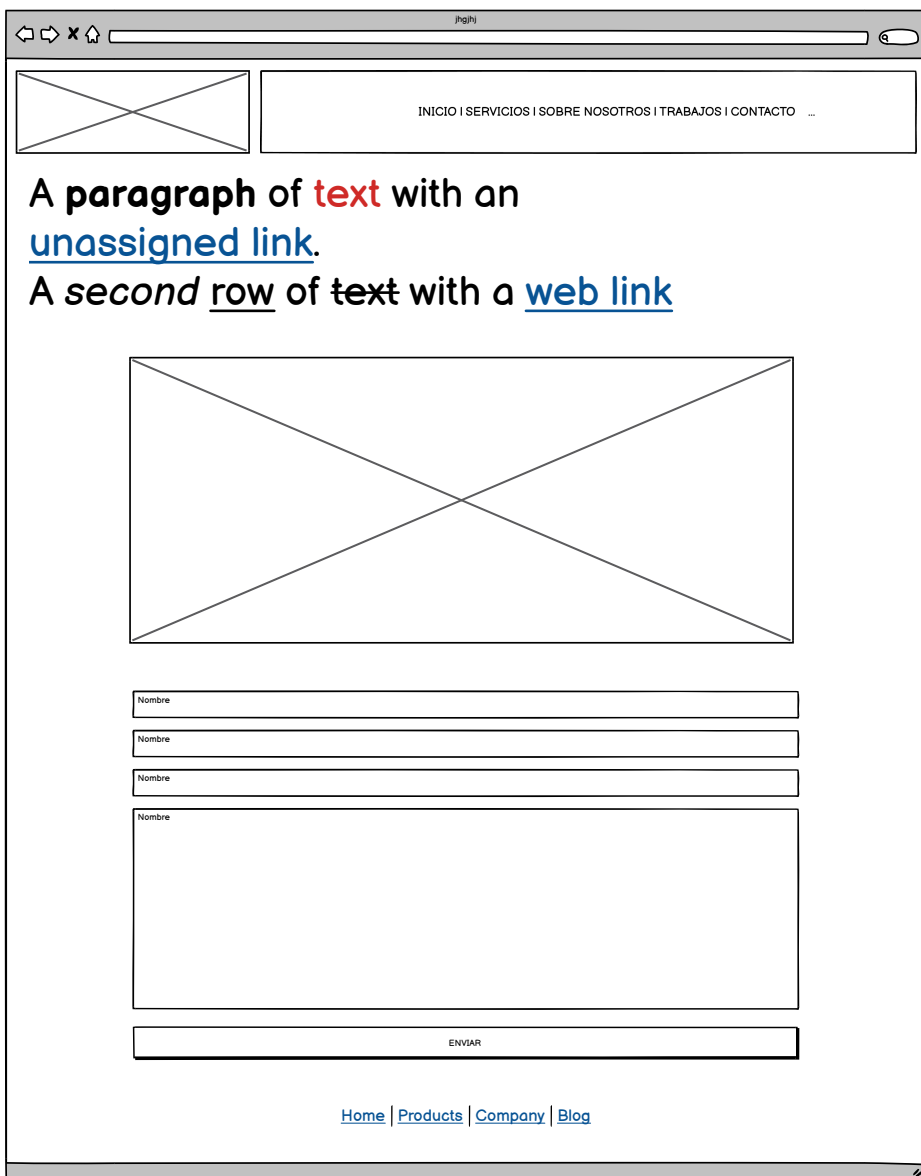 jhgjhj
INICIO | SERVICIOS | SOBRE NOSOTROS | TRABAJOS | CONTACTO ...
A paragraph of text with an
unassigned link.
A second row of text with a web link
Nombre
Nombre
Nombre
Nombre
ENVIAR
Home | Products | Company | Blog